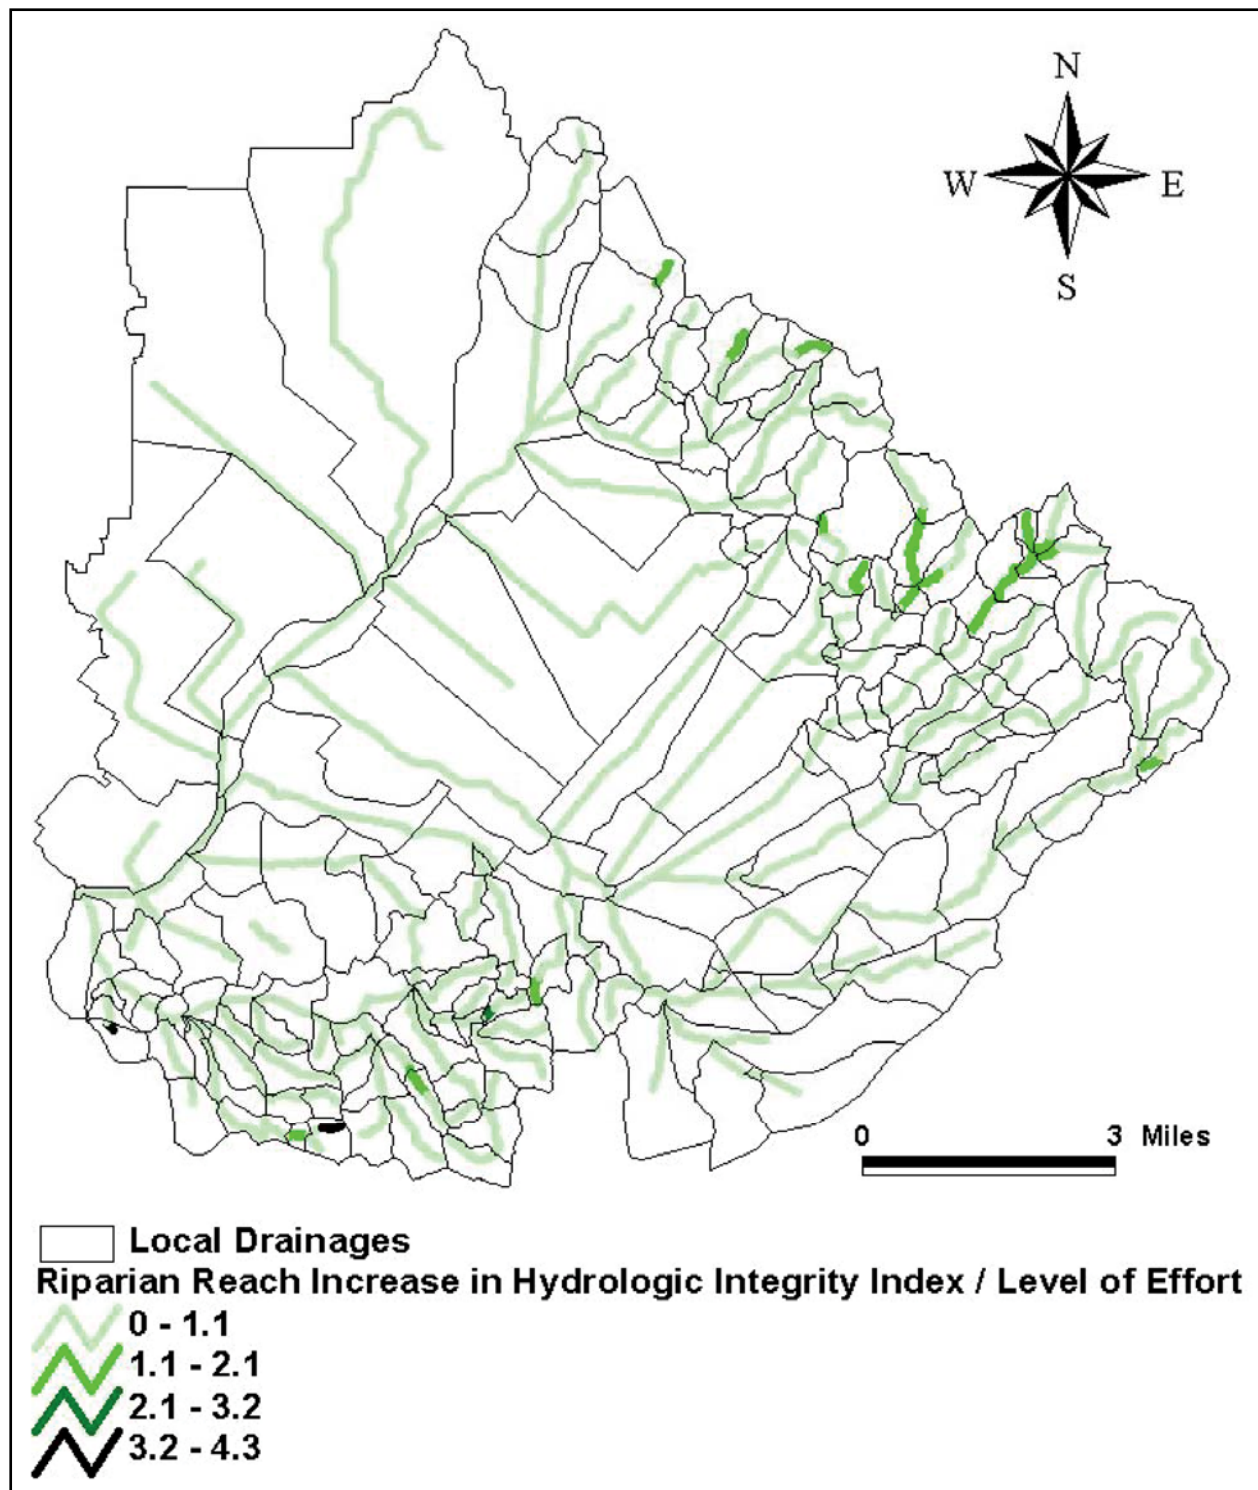 N
W E
S
0 3 Miles
Local Drainages
Riparian Reach Increase in Hydrologic Integrity Index / Level of Effort
0 - 1.1
1.1 - 2.1
2.1 - 3.2
3.2 - 4.3